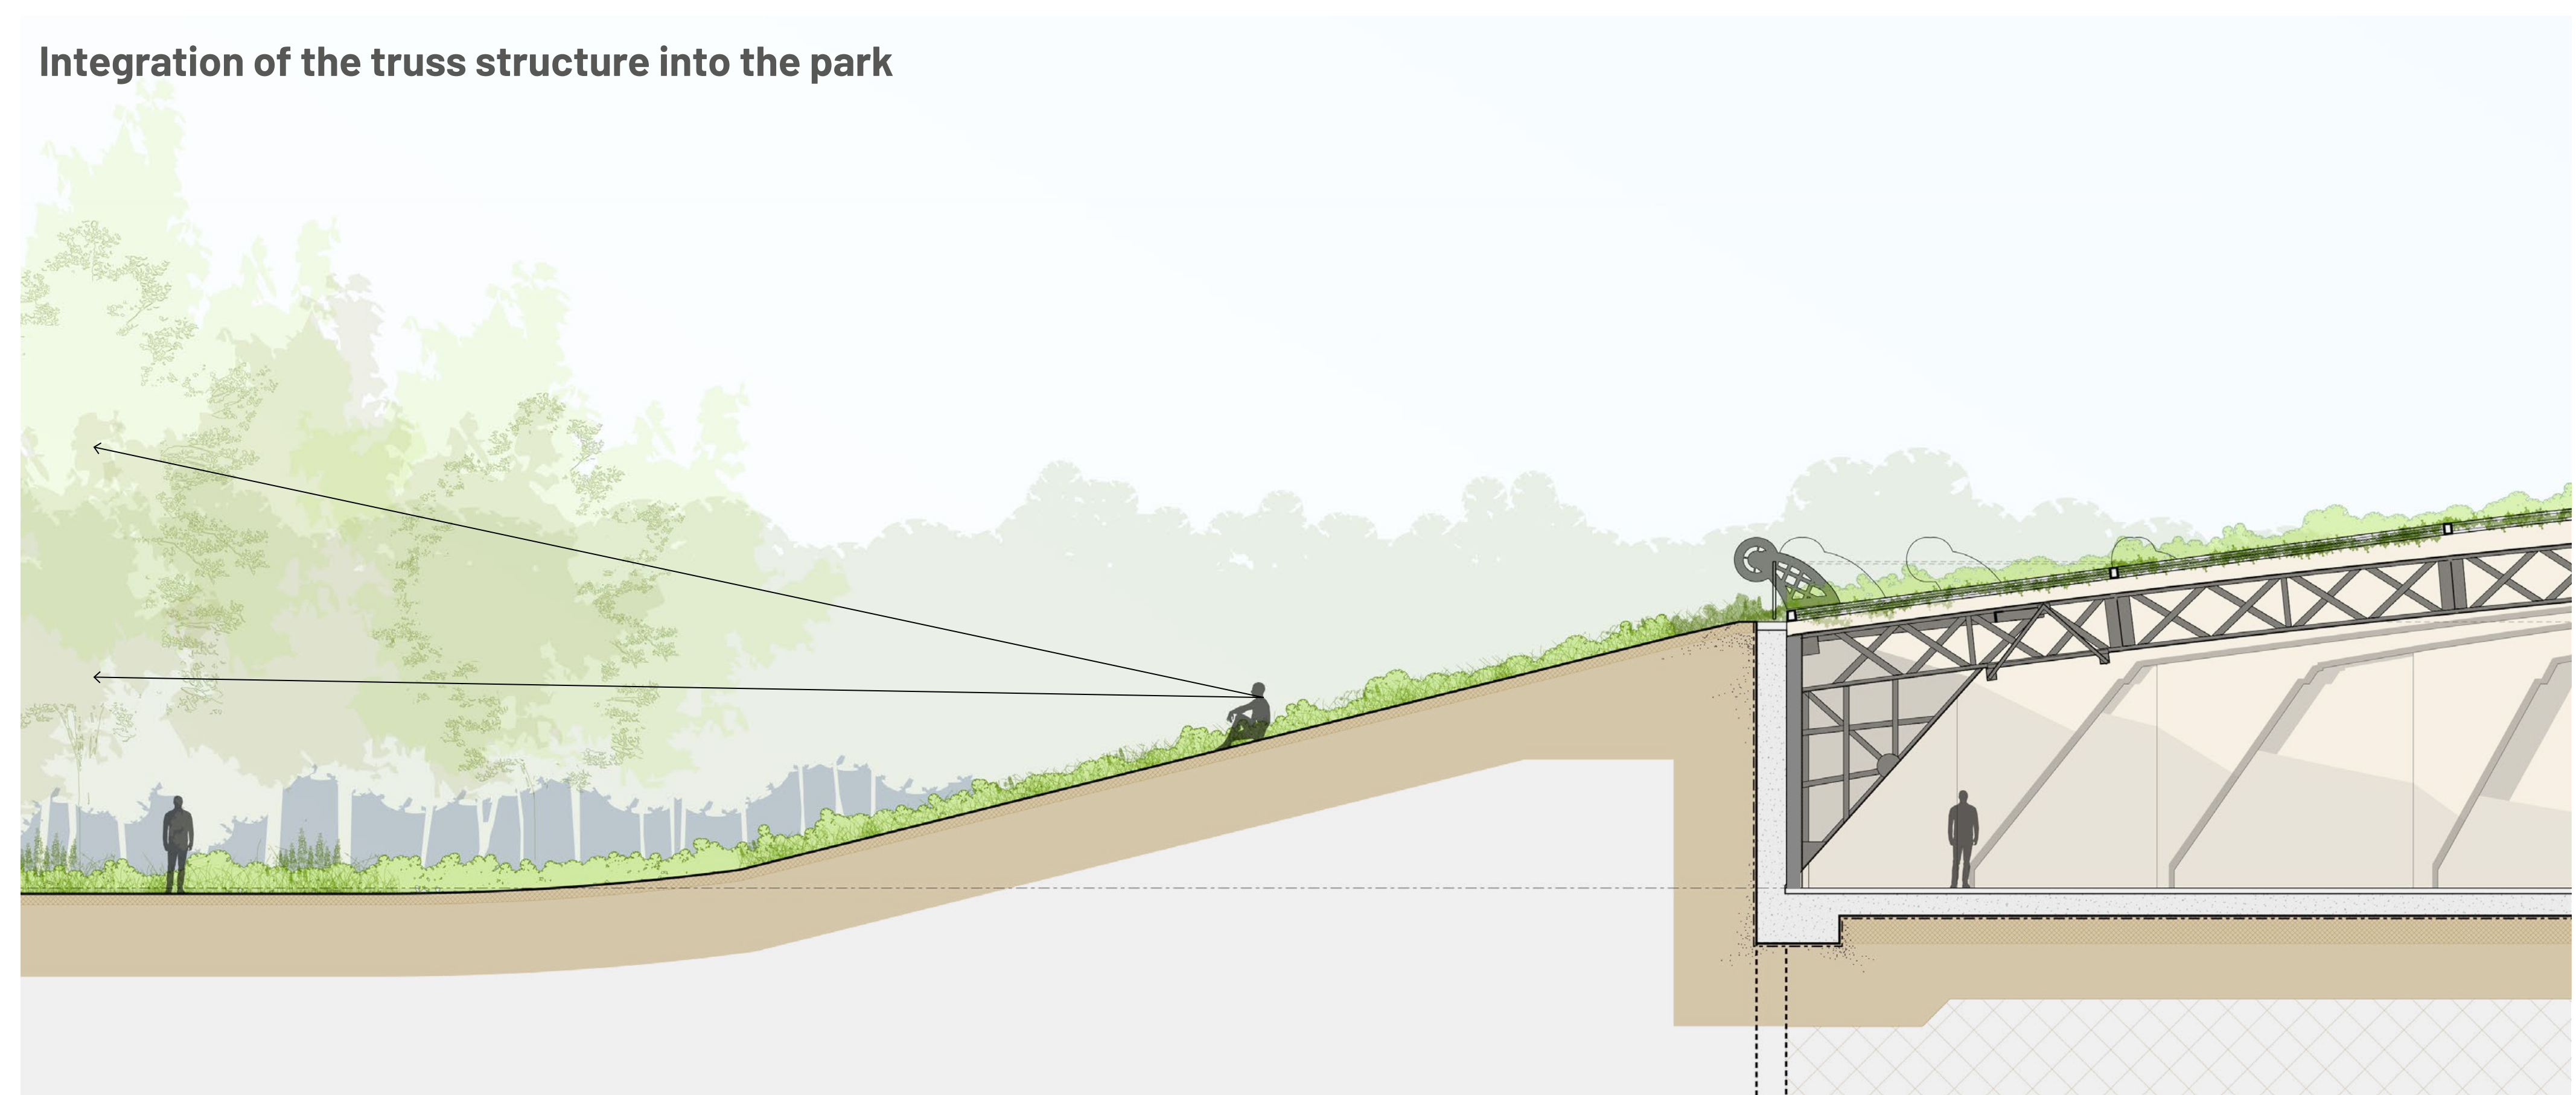 Integration of the truss structure into the park